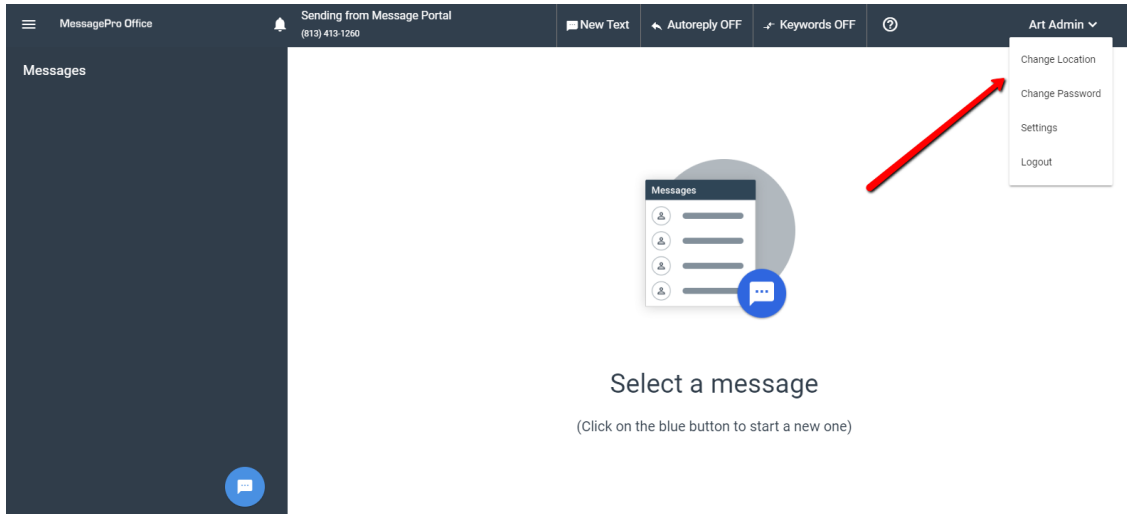 MessagePro Office
Sending from Message Portal
(813) 413-1260
New Text
Autoreply OFF
Keywords OFF
Art Admin
Messages
Change Location
Change Password
Settings
Logout
Messages
Select a message
(Click on the blue button to start a new one)